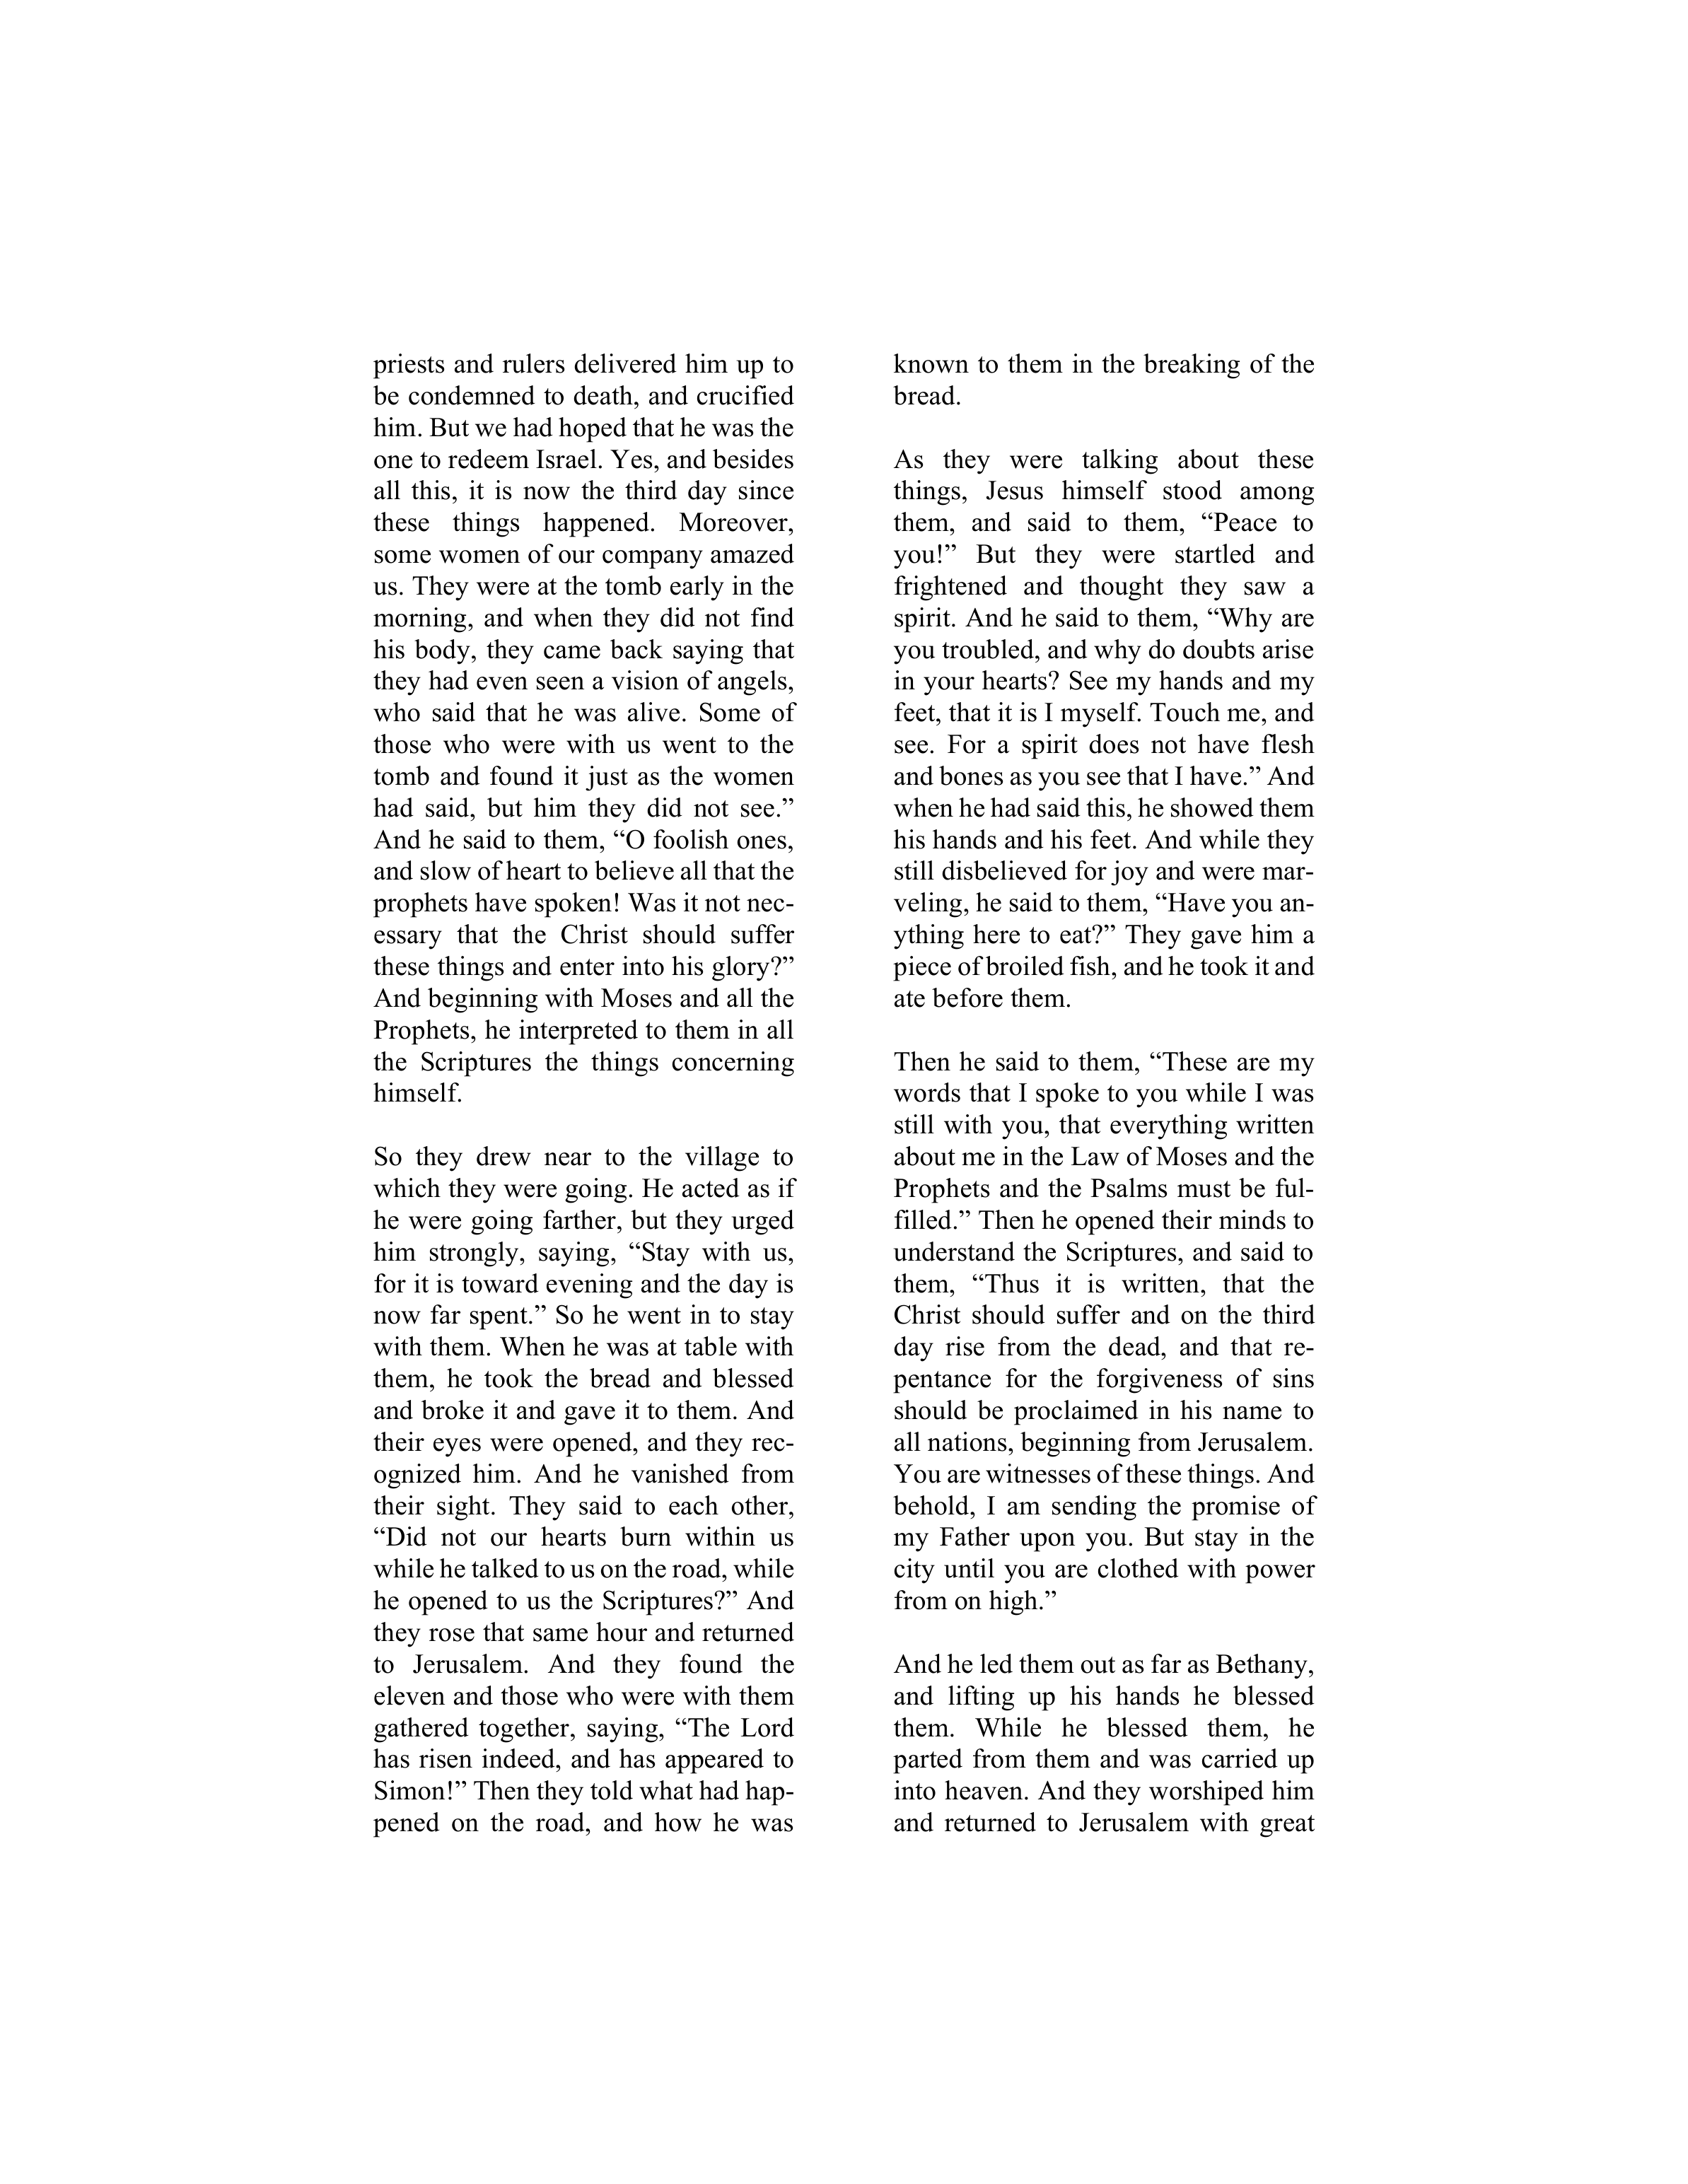 priests and rulers delivered him up to
be condemned to death, and crucified
him. But we had hoped that he was the
one to redeem Israel. Yes, and besides
all this, it is now the third day since
these things happened. Moreover,
some women of our company amazed
us. They were at the tomb early in the
morning, and when they did not find
his body, they came back saying that
they had even seen a vision of angels,
who said that he was alive. Some of
those who were with us went to the
tomb and found it just as the women
had said, but him they did not see.”
And he said to them, “O foolish ones,
and slow of heart to believe all that the
prophets have spoken! Was it not nec-
essary that the Christ should suffer
these things and enter into his glory?”
And beginning with Moses and all the
Prophets, he interpreted to them in all
the Scriptures the things concerning
himself.

So they drew near to the village to
which they were going. He acted as if
he were going farther, but they urged
him strongly, saying, “Stay with us,
for it is toward evening and the day is
now far spent.” So he went in to stay
with them. When he was at table with
them, he took the bread and blessed
and broke it and gave it to them. And
their eyes were opened, and they rec-
ognized him. And he vanished from
their sight. They said to each other,
“Did not our hearts burn within us
while he talked to us on the road, while
he opened to us the Scriptures?” And
they rose that same hour and returned
to Jerusalem. And they found the
eleven and those who were with them
gathered together, saying, “The Lord
has risen indeed, and has appeared to
Simon!” Then they told what had hap-
pened on the road, and how he was
known to them in the breaking of the
bread.

As they were talking about these
things, Jesus himself stood among
them, and said to them, “Peace to
you!” But they were startled and
frightened and thought they saw a
spirit. And he said to them, “Why are
you troubled, and why do doubts arise
in your hearts? See my hands and my
feet, that it is I myself. Touch me, and
see. For a spirit does not have flesh
and bones as you see that I have.” And
when he had said this, he showed them
his hands and his feet. And while they
still disbelieved for joy and were mar-
veling, he said to them, “Have you an-
ything here to eat?” They gave him a
piece of broiled fish, and he took it and
ate before them.

Then he said to them, “These are my
words that I spoke to you while I was
still with you, that everything written
about me in the Law of Moses and the
Prophets and the Psalms must be ful-
filled.” Then he opened their minds to
understand the Scriptures, and said to
them, “Thus it is written, that the
Christ should suffer and on the third
day rise from the dead, and that re-
pentance for the forgiveness of sins
should be proclaimed in his name to
all nations, beginning from Jerusalem.
You are witnesses of these things. And
behold, I am sending the promise of
my Father upon you. But stay in the
city until you are clothed with power
from on high.”

And he led them out as far as Bethany,
and lifting up his hands he blessed
them. While he blessed them, he
parted from them and was carried up
into heaven. And they worshiped him
and returned to Jerusalem with great